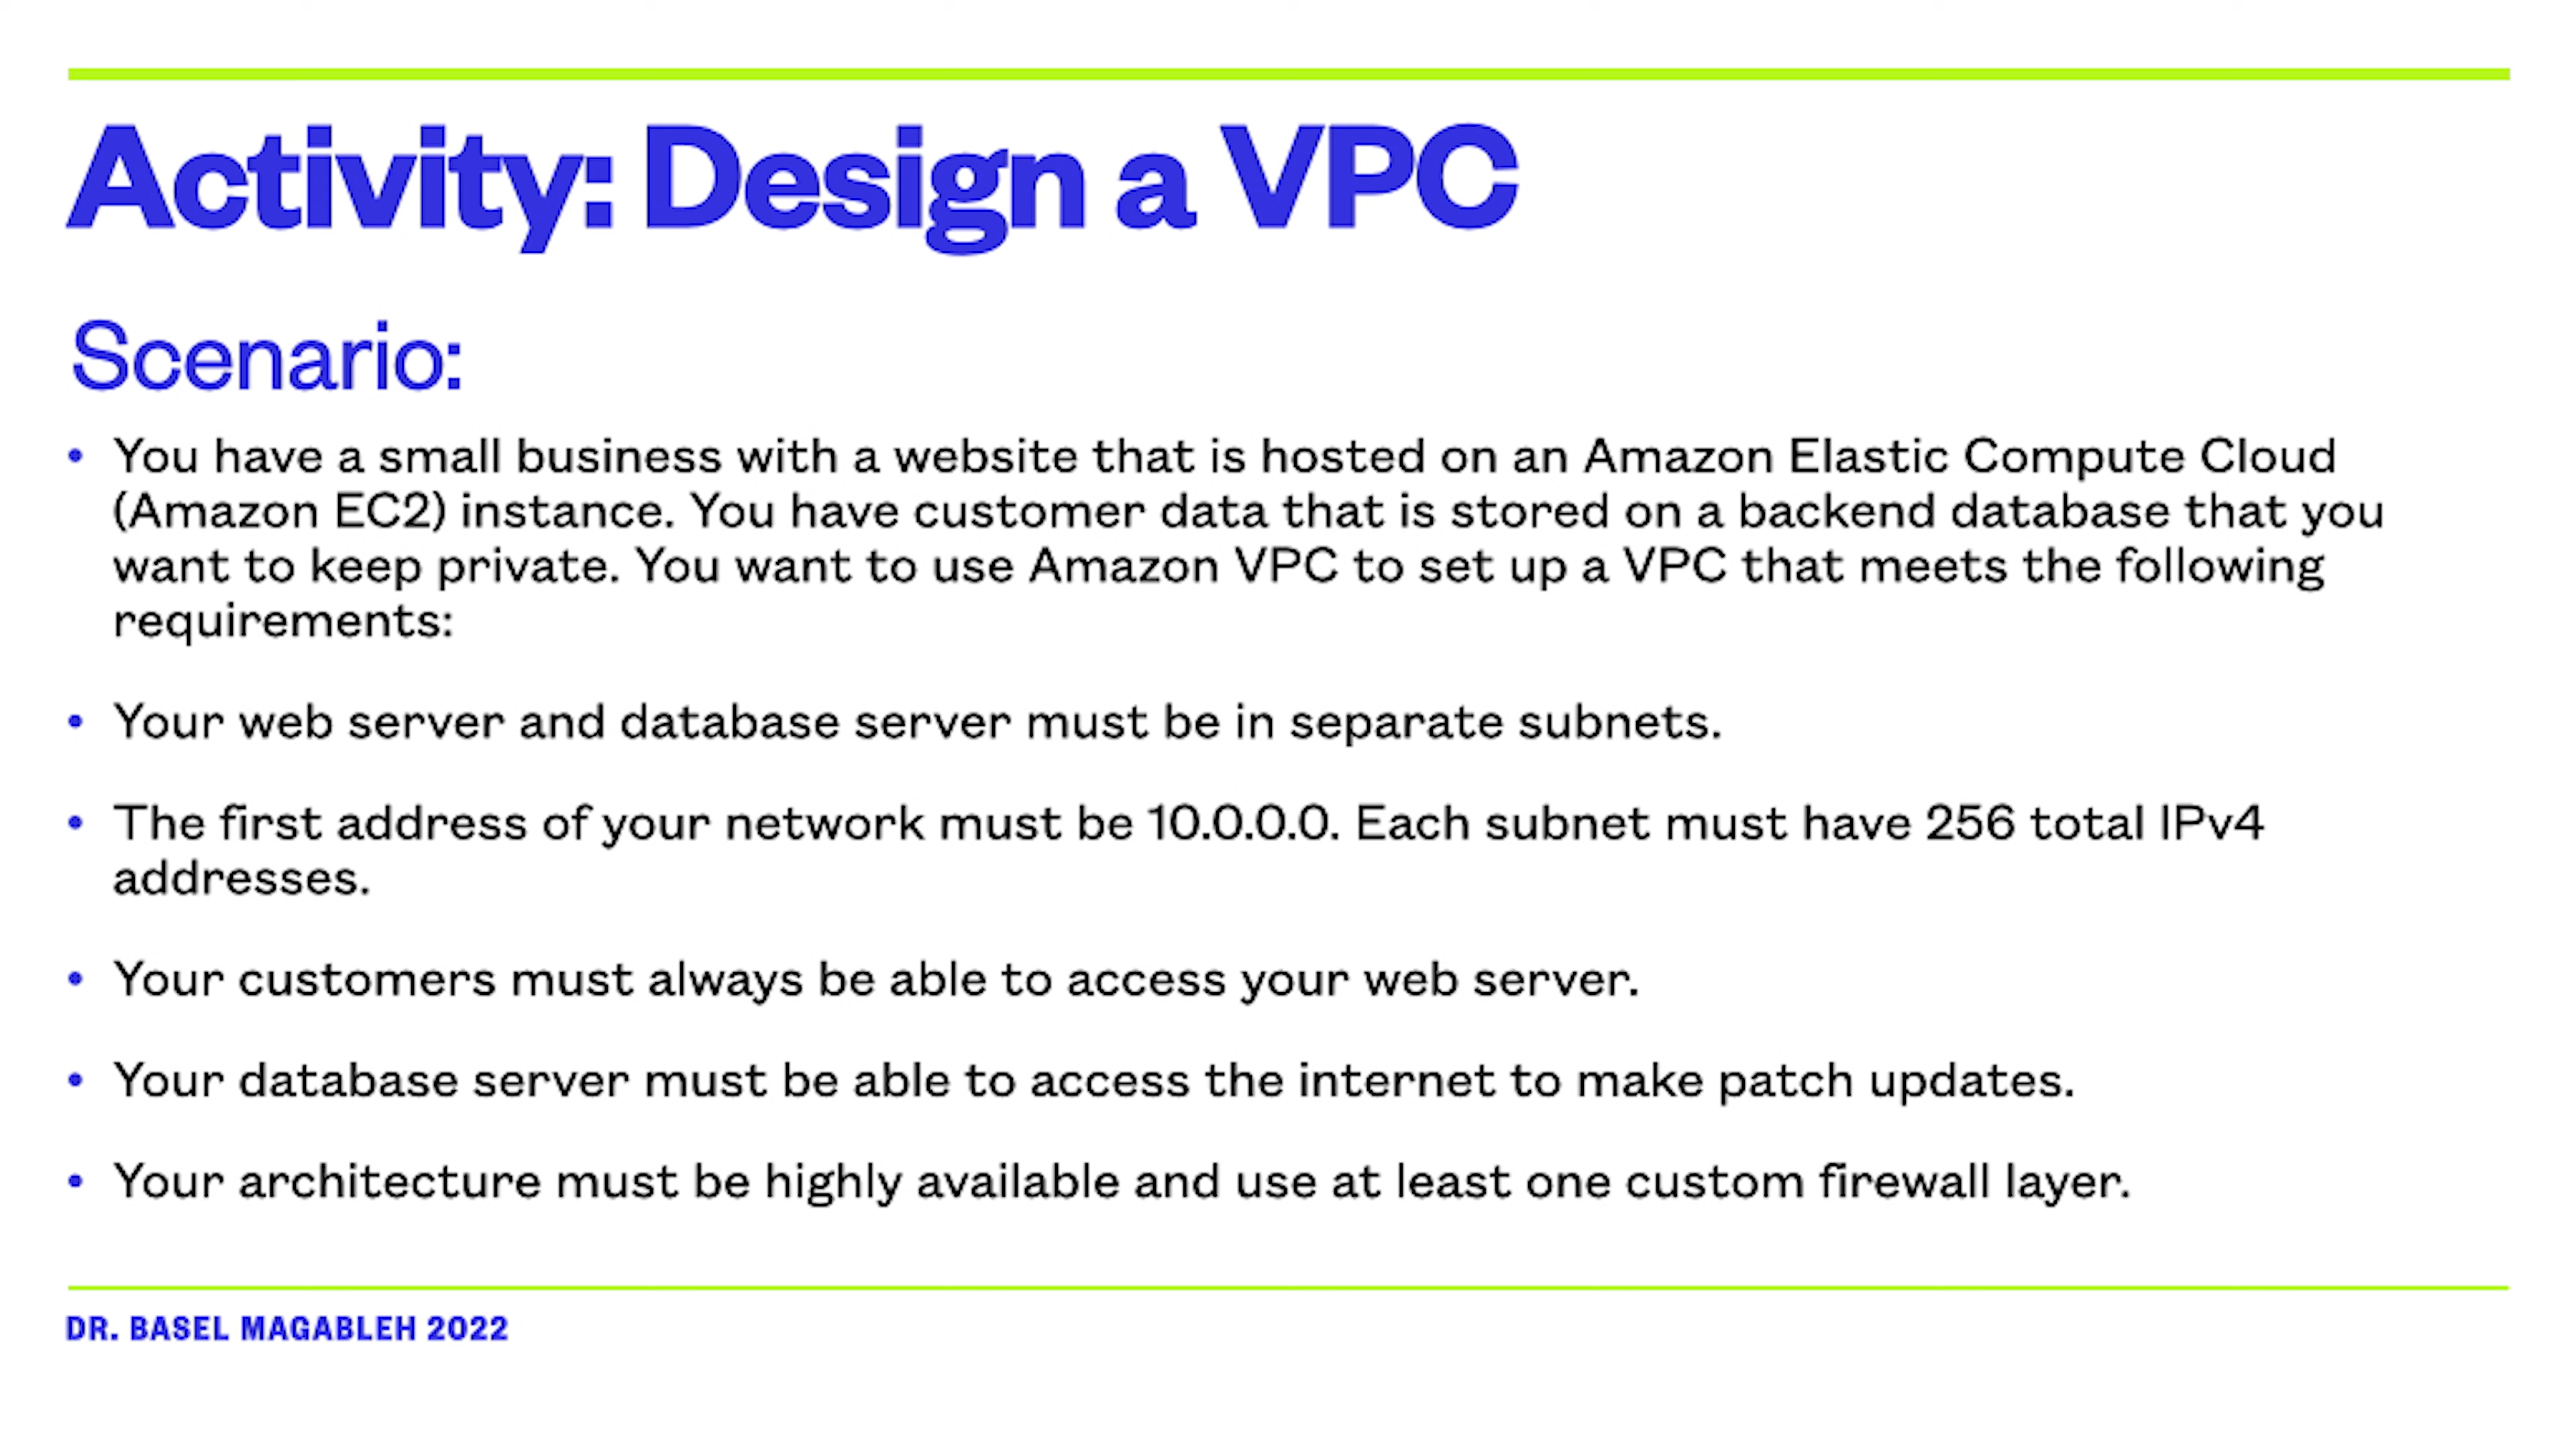 Activity: Design a VPC
Scenario:
• You have a small business with a website that is hosted on an Amazon Elastic Compute Cloud
(Amazon EC2) instance. You have customer data that is stored on a backend database that you
want to keep private. You want to use Amazon VPC to set up a VPC that meets the following
requirements:
• Your web server and database server must be in separate subnets.
• The first address of your network must be 10.0.0.0. Each subnet must have 256 total IPv4
addresses.
• Your customers must always be able to access your web server.
• Your database server must be able to access the internet to make patch updates.
• Your architecture must be highly available and use at least one custom firewall layer.
DR. BASEL MAGABLEH 2022